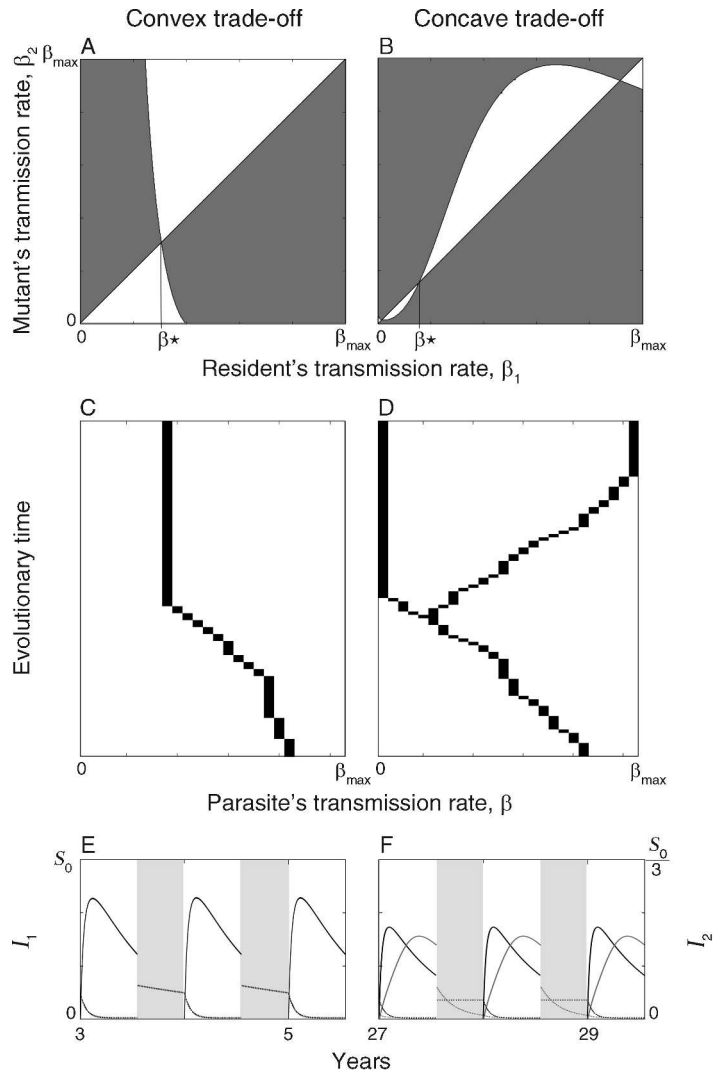 Convex trade-off
Concave trade-off
A
B
Mutant's tranmission rate, β₂
βmax
0
0
β⋆
βmax
0
β⋆
βmax
Resident's transmission rate, β₁
C
D
Evolutionary time
0
βmax
0
βmax
Parasite's transmission rate, β
E
F
S₀
I₁
0
3
5
S₀
3
I₂
0
27
29
Years